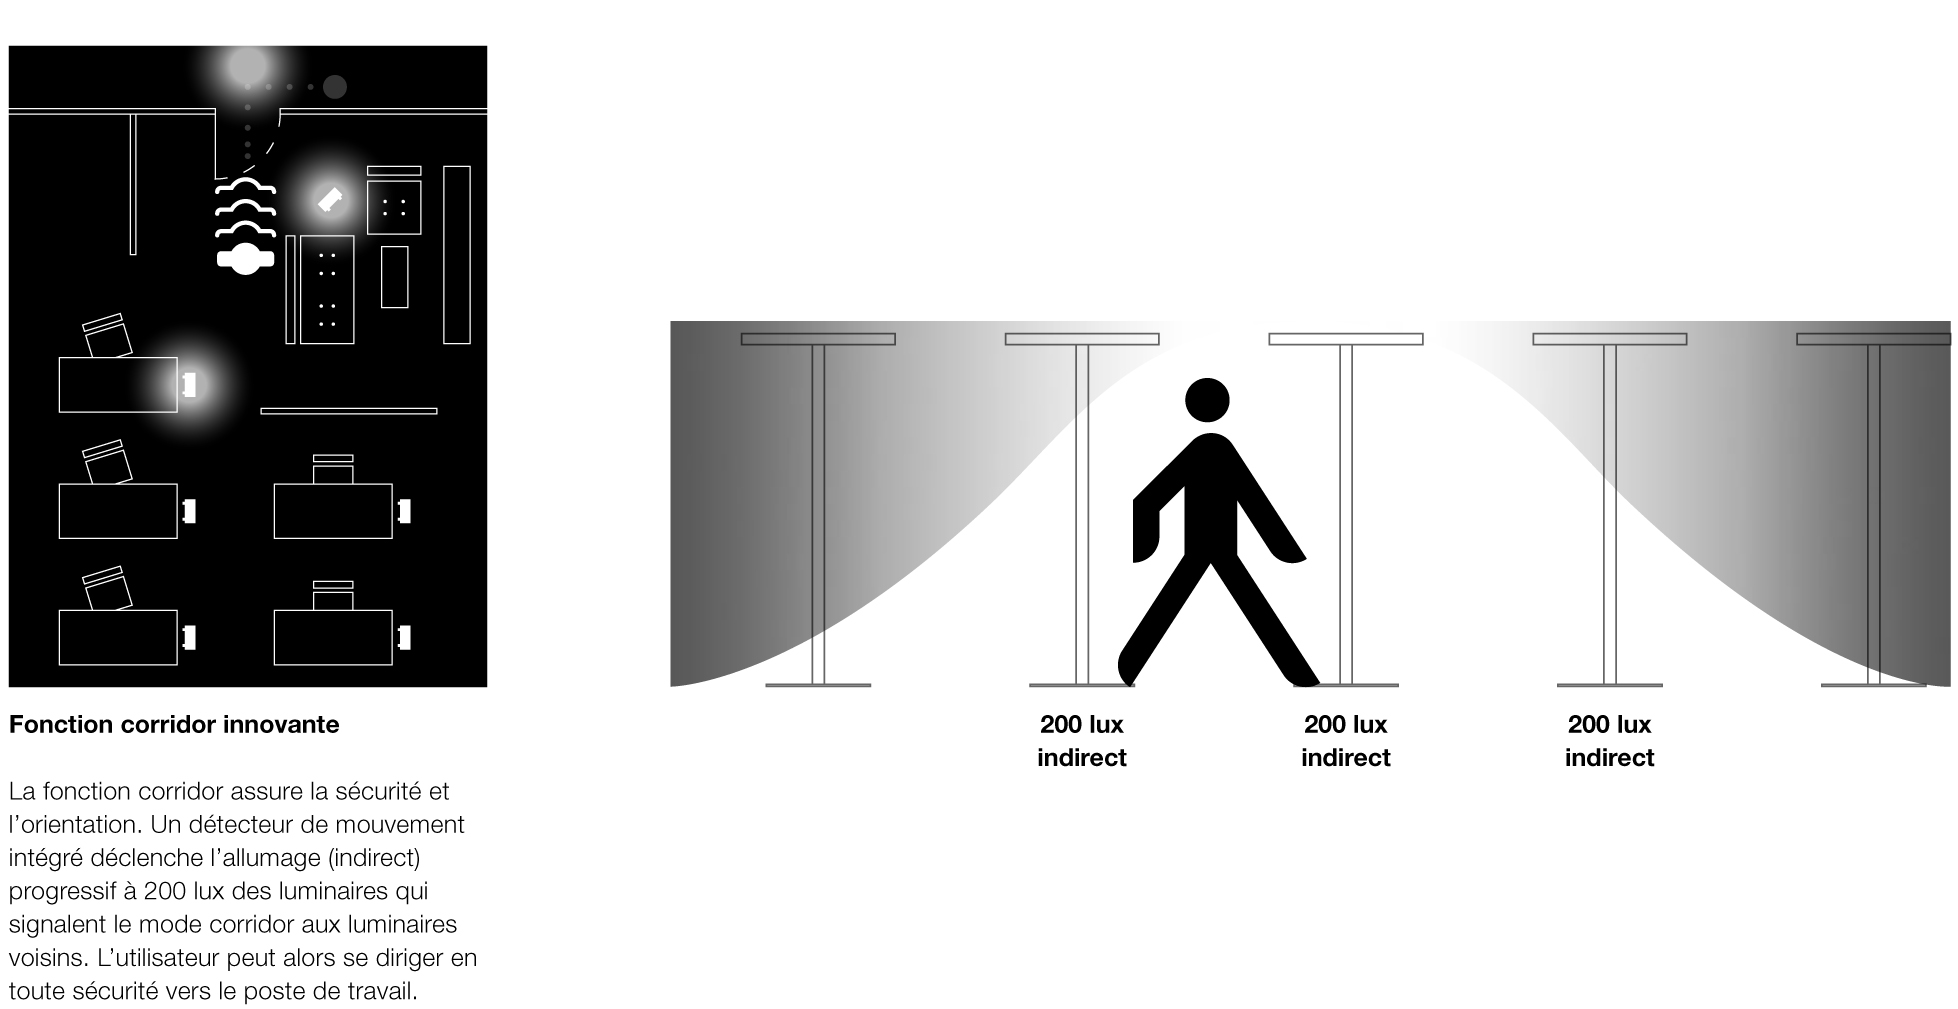 Fonction corridor innovante
La fonction corridor assure la sécurité et
l’orientation. Un détecteur de mouvement
intégré déclenche l’allumage (indirect)
progressif à 200 lux des luminaires qui
signalent le mode corridor aux luminaires
voisins. L’utilisateur peut alors se diriger en
toute sécurité vers le poste de travail.
200 lux
indirect
200 lux
indirect
200 lux
indirect